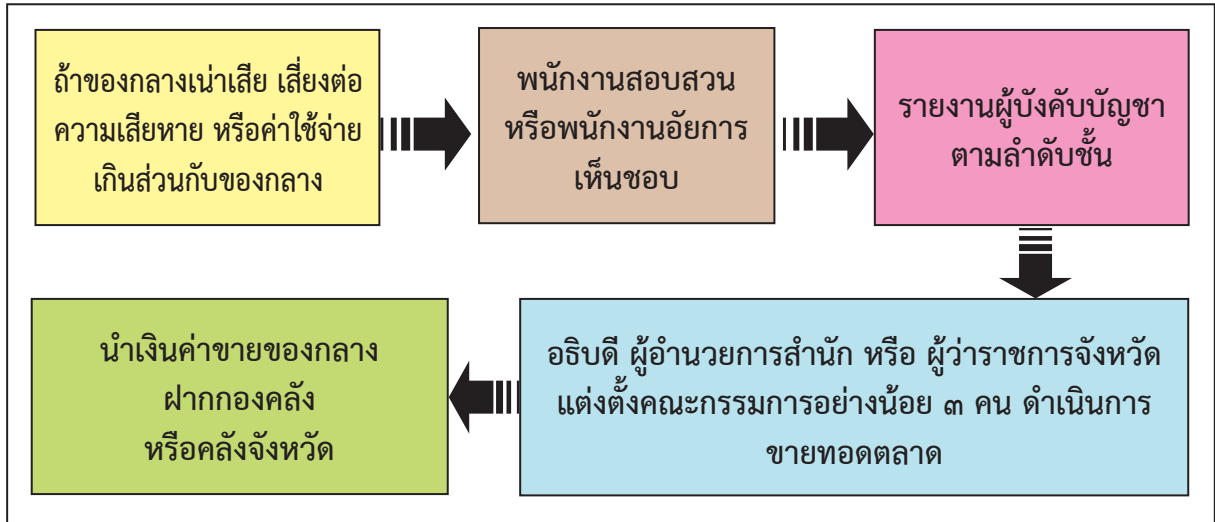 ถ้าของกลางเน่าเสีย เสี่ยงต่อ
ความเสียหาย หรือค่าใช้จ่าย
เกินส่วนกับของกลาง
พนักงานสอบสวน
หรือพนักงานอัยการ
เห็นชอบ
รายงานผู้บังคับบัญชา
ตามลำดับชั้น
อธิบดี ผู้อำนวยการสำนัก หรือ ผู้ว่าราชการจังหวัด
แต่งตั้งคณะกรรมการอย่างน้อย ๓ คน ดำเนินการ
ขายทอดตลาด
นำเงินค่าขายของกลาง
ฝากกองคลัง
หรือคลังจังหวัด